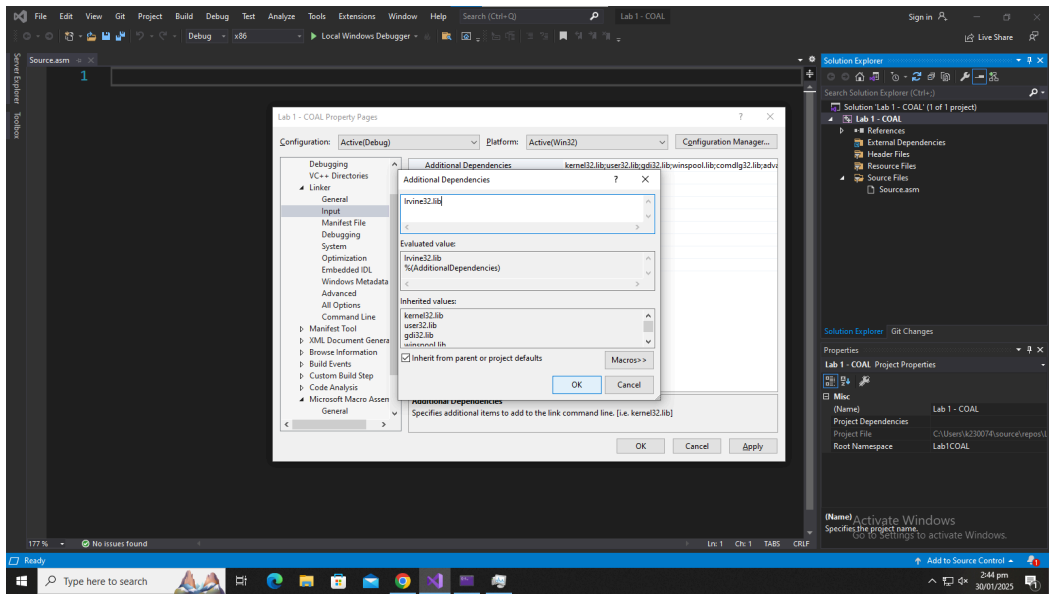 File Edit View Git Project Build Debug Test Analyze Tools Extensions Window Help Search (Ctrl+Q) Lab 1 - COAL Sign in
Debug x86 Local Windows Debugger Live Share
Server Explorer
Toolbox
Source.asm
1
Lab 1 - COAL Property Pages ? ×
Configuration: Active(Debug) Platform: Active(Win32) Configuration Manager...
Debugging
VC++ Directories
Linker
General
Input
Manifest File
Debugging
System
Optimization
Embedded IDL
Windows Metadata
Advanced
All Options
Command Line
Manifest Tool
XML Document Genera
Browse Information
Build Events
Custom Build Step
Code Analysis
Microsoft Macro Assem
General
Additional Dependencies kernel32.lib;user32.lib;gdi32.lib;winspool.lib;comdlg32.lib;adva
Additional Dependencies ? ×
Irvine32.lib
Evaluated value:
Irvine32.lib
%(AdditionalDependencies)
Inherited values:
kernel32.lib
user32.lib
gdi32.lib
winspool.lib
Inherit from parent or project defaults
Macros>>
OK Cancel
Additional Dependencies
Specifies additional items to add to the link command line. [i.e. kernel32.lib]
OK Cancel Apply
Solution Explorer
Search Solution Explorer (Ctrl+;)
Solution 'Lab 1 - COAL' (1 of 1 project)
Lab 1 - COAL
References
External Dependencies
Header Files
Resource Files
Source Files
Source.asm
Solution Explorer Git Changes
Properties
Lab 1 - COAL Project Properties
Misc
(Name) Lab 1 - COAL
Project Dependencies
Project File C:\Users\k230074\source\repos\L
Root Namespace Lab1COAL
(Name)
Specifies the project name.
Activate Windows
Go to Settings to activate Windows.
177 % No issues found Ln: 1 Ch: 1 TABS CRLF
Ready Add to Source Control
Type here to search
2:44 pm
30/01/2025